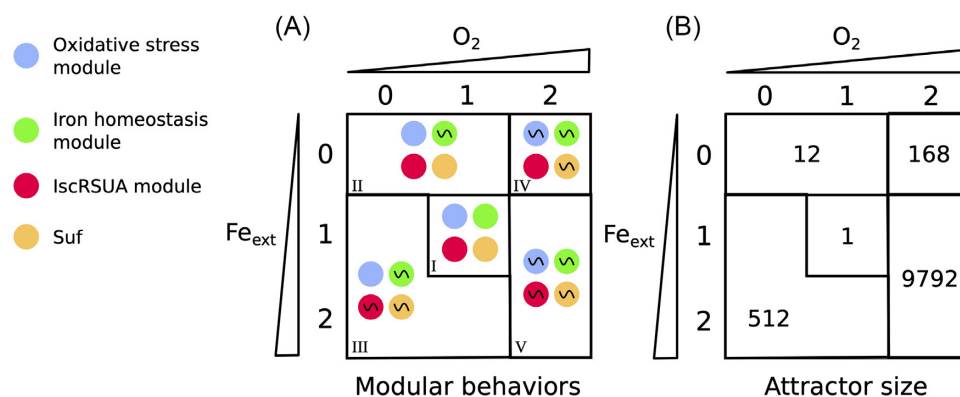 Oxidative stress
module
Iron homeostasis
module
IscRSUA module
Suf
(A)
O2
0 1 2
Feext
0
1
2
II
IV
I
III
V
Modular behaviors
(B)
O2
0 1 2
Feext
0
1
2
12
168
1
9792
512
Attractor size